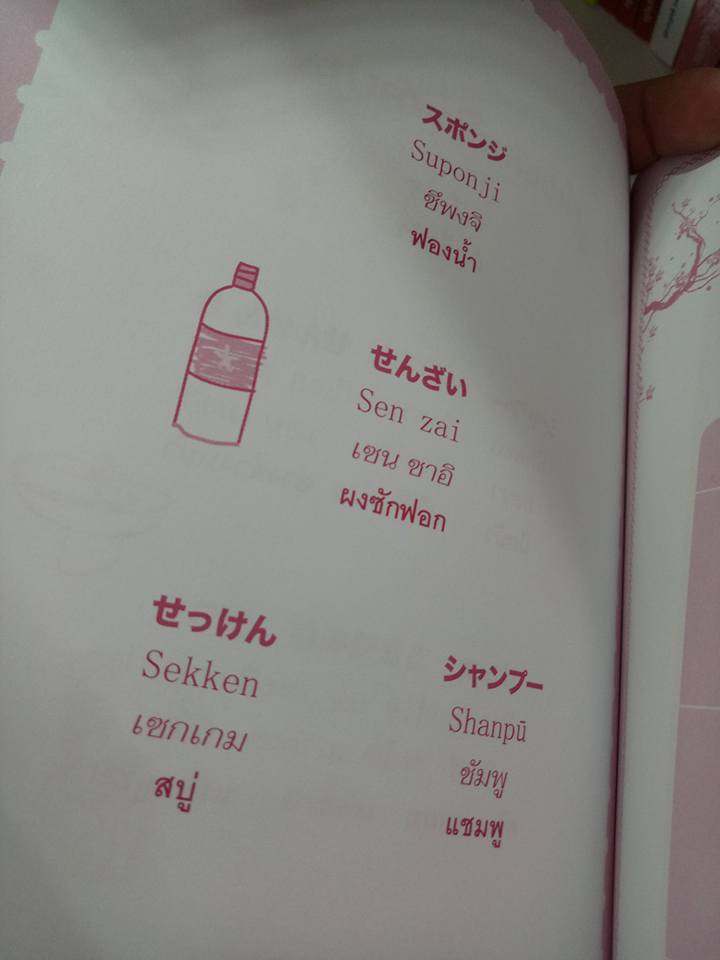 スポンジ
Suponji
ซึพงจิ
ฟองน้ำ
せんざい
Sen zai
เซน ซาอิ
ผงซักฟอก
せっけん
Sekken
เซกเกม
สบู่
シャンプー
Shanpū
ชัมพู
แชมพู